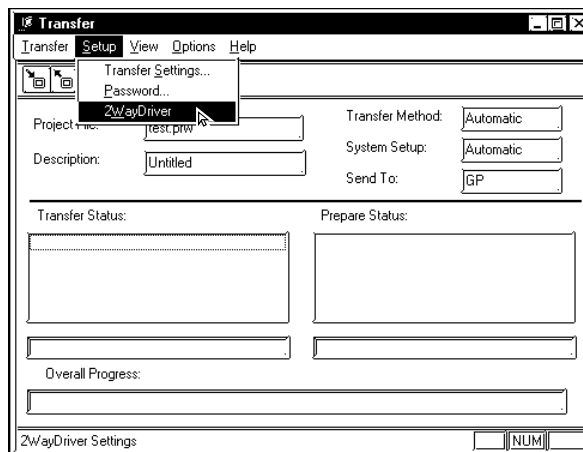 Transfer
Transfer Setup View Options Help
Transfer Settings...
Password...
2WayDriver
Project File: test.prw
Description: Untitled
Transfer Method: Automatic
System Setup: Automatic
Send To: GP
Transfer Status:
Prepare Status:
Overall Progress:
2WayDriver Settings
NUM